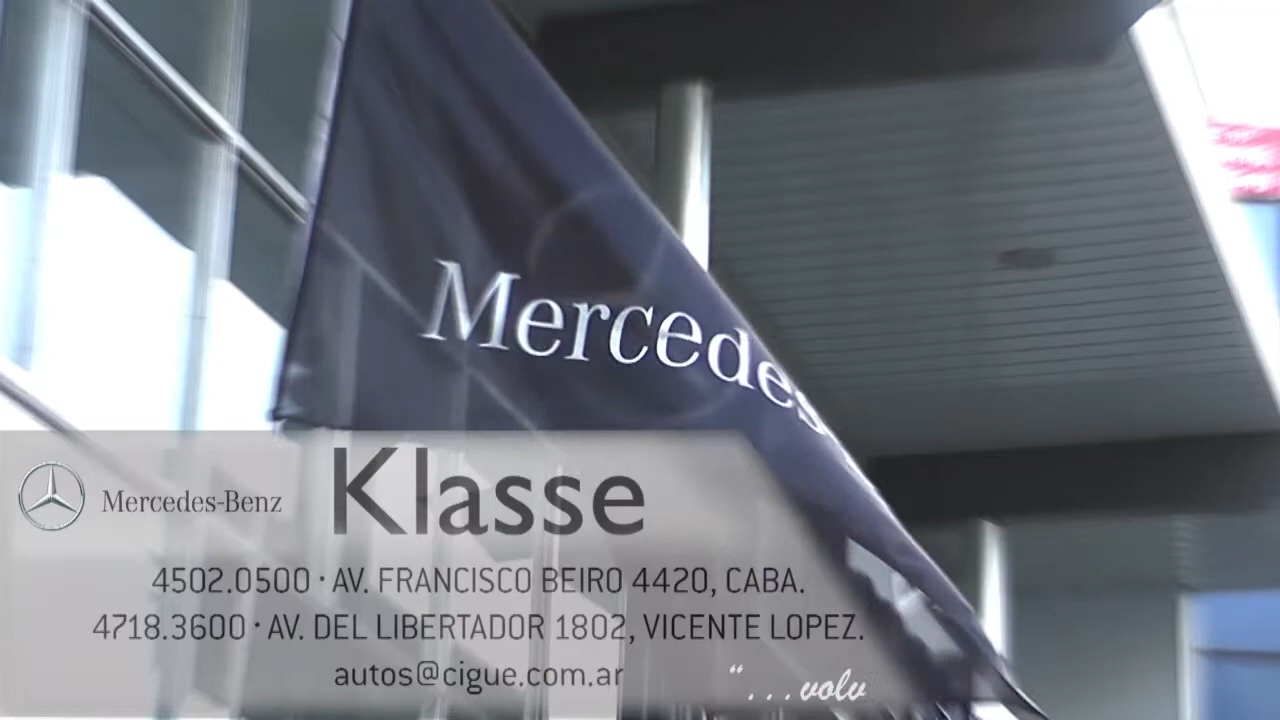 Mercedes
Mercedes-Benz Klasse
4502.0500 · AV. FRANCISCO BEIRO 4420, CABA.
4718.3600 · AV. DEL LIBERTADOR 1802, VICENTE LOPEZ.
autos@cigue.com.ar
“...volv